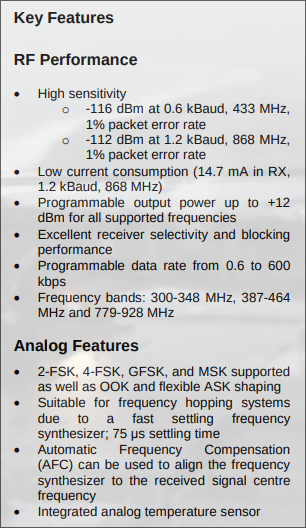 Key Features
RF Performance
• High sensitivity
o -116 dBm at 0.6 kBaud, 433 MHz,
1% packet error rate
o -112 dBm at 1.2 kBaud, 868 MHz,
1% packet error rate
• Low current consumption (14.7 mA in RX,
1.2 kBaud, 868 MHz)
• Programmable output power up to +12
dBm for all supported frequencies
• Excellent receiver selectivity and blocking
performance
• Programmable data rate from 0.6 to 600
kbps
• Frequency bands: 300-348 MHz, 387-464
MHz and 779-928 MHz
Analog Features
• 2-FSK, 4-FSK, GFSK, and MSK supported
as well as OOK and flexible ASK shaping
• Suitable for frequency hopping systems
due to a fast settling frequency
synthesizer; 75 μs settling time
• Automatic Frequency Compensation
(AFC) can be used to align the frequency
synthesizer to the received signal centre
frequency
• Integrated analog temperature sensor